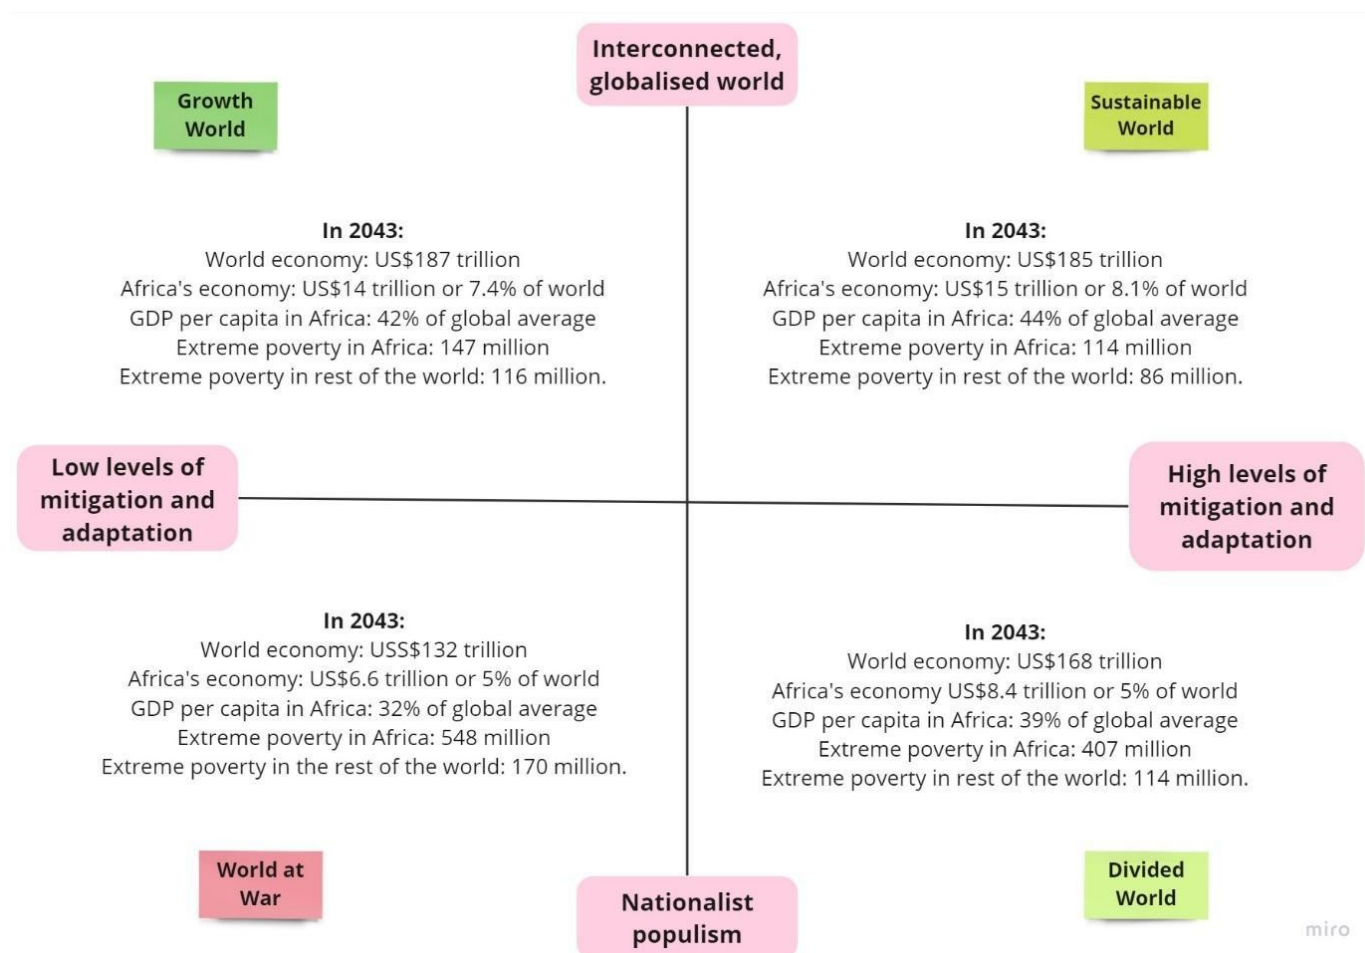 Interconnected,
globalised world
Growth
World
Sustainable
World
In 2043:
World economy: US$187 trillion
Africa's economy: US$14 trillion or 7.4% of world
GDP per capita in Africa: 42% of global average
Extreme poverty in Africa: 147 million
Extreme poverty in rest of the world: 116 million.
In 2043:
World economy: US$185 trillion
Africa's economy: US$15 trillion or 8.1% of world
GDP per capita in Africa: 44% of global average
Extreme poverty in Africa: 114 million
Extreme poverty in rest of the world: 86 million.
Low levels of
mitigation and
adaptation
High levels of
mitigation and
adaptation
In 2043:
World economy: USS$132 trillion
Africa's economy: US$6.6 trillion or 5% of world
GDP per capita in Africa: 32% of global average
Extreme poverty in Africa: 548 million
Extreme poverty in the rest of the world: 170 million.
In 2043:
World economy: US$168 trillion
Africa's economy US$8.4 trillion or 5% of world
GDP per capita in Africa: 39% of global average
Extreme poverty in Africa: 407 million
Extreme poverty in rest of the world: 114 million.
World at
War
Nationalist
populism
Divided
World
miro